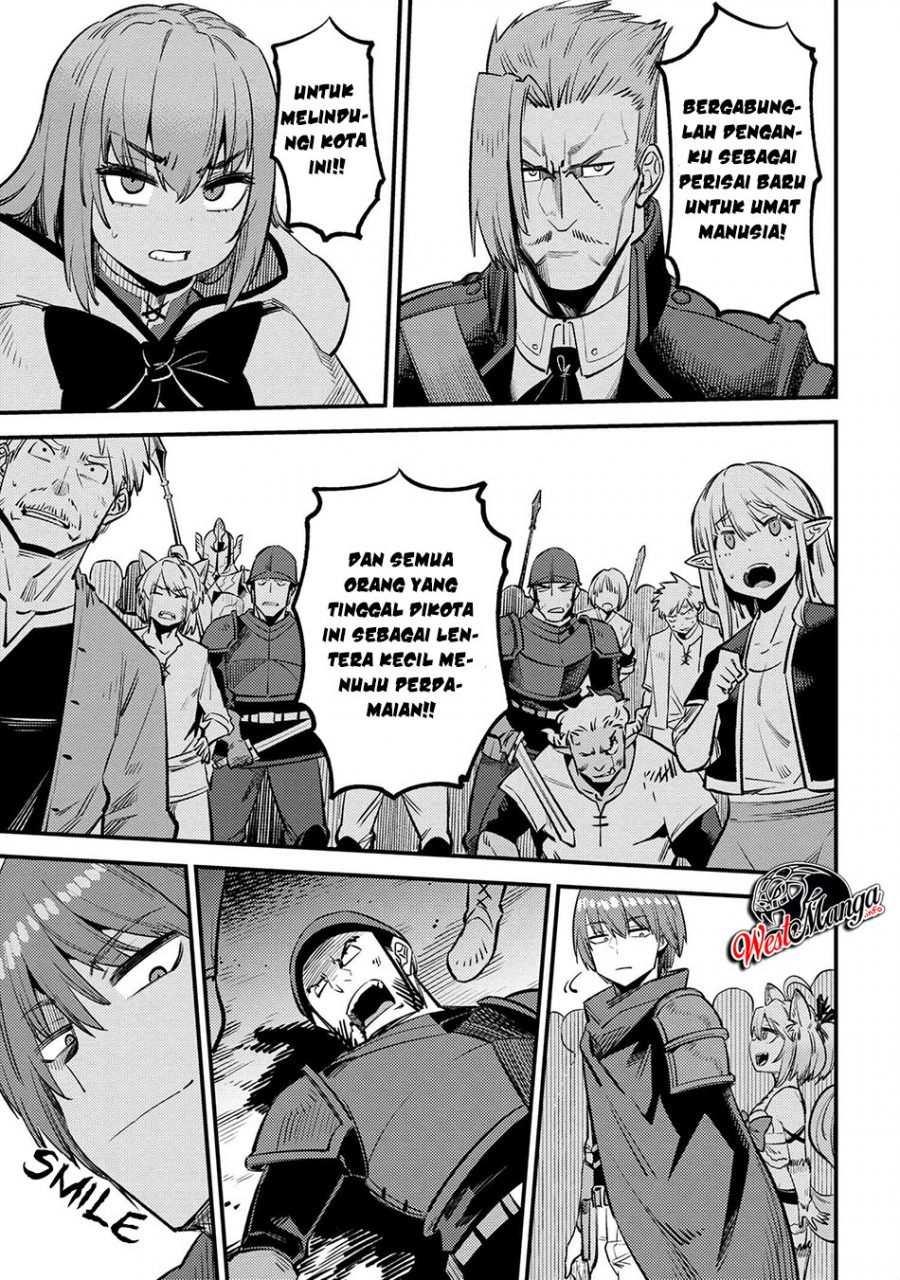 BERGABUNG-
LAH DENGAN-
KU SEBAGAI
PERISAI BARU
UNTUK UMAT
MANUSIA!
UNTUK
MELINDU-
NGI KOTA
INI!!
DAN SEMUA
ORANG YANG
TINGGAL DIKOTA
INI SEBAGAI LEN-
TERA KECIL ME-
NUJU PERDA-
MAIAN!!
WestManga.info
SMILE